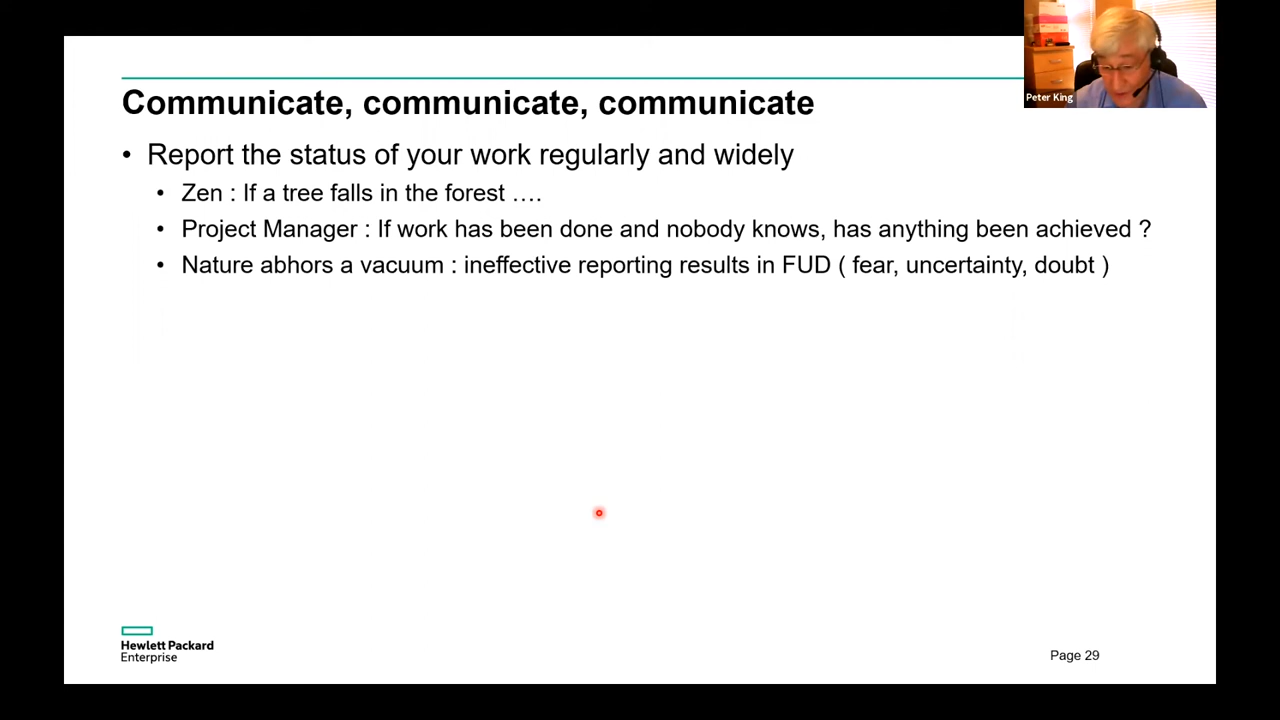 Communicate, communicate, communicate
• Report the status of your work regularly and widely
• Zen : If a tree falls in the forest ….
• Project Manager : If work has been done and nobody knows, has anything been achieved ?
• Nature abhors a vacuum : ineffective reporting results in FUD ( fear, uncertainty, doubt )
Peter King
Hewlett Packard
Enterprise
Page 29